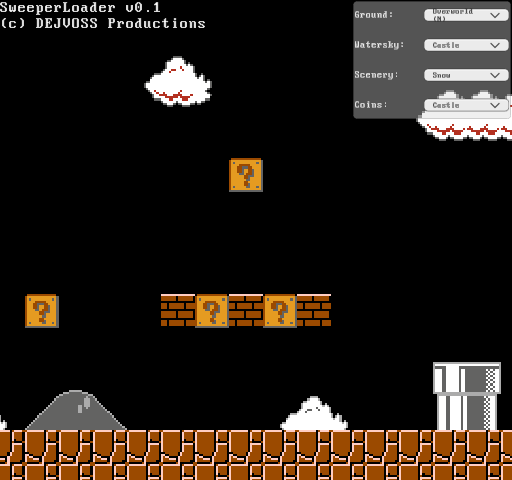 SweeperLoader v0.1
(c) DEJVOSS Productions
Ground: Overworld (N)
Watersky: Castle
Scenery: Snow
Coins: Castle
?
? ? ?